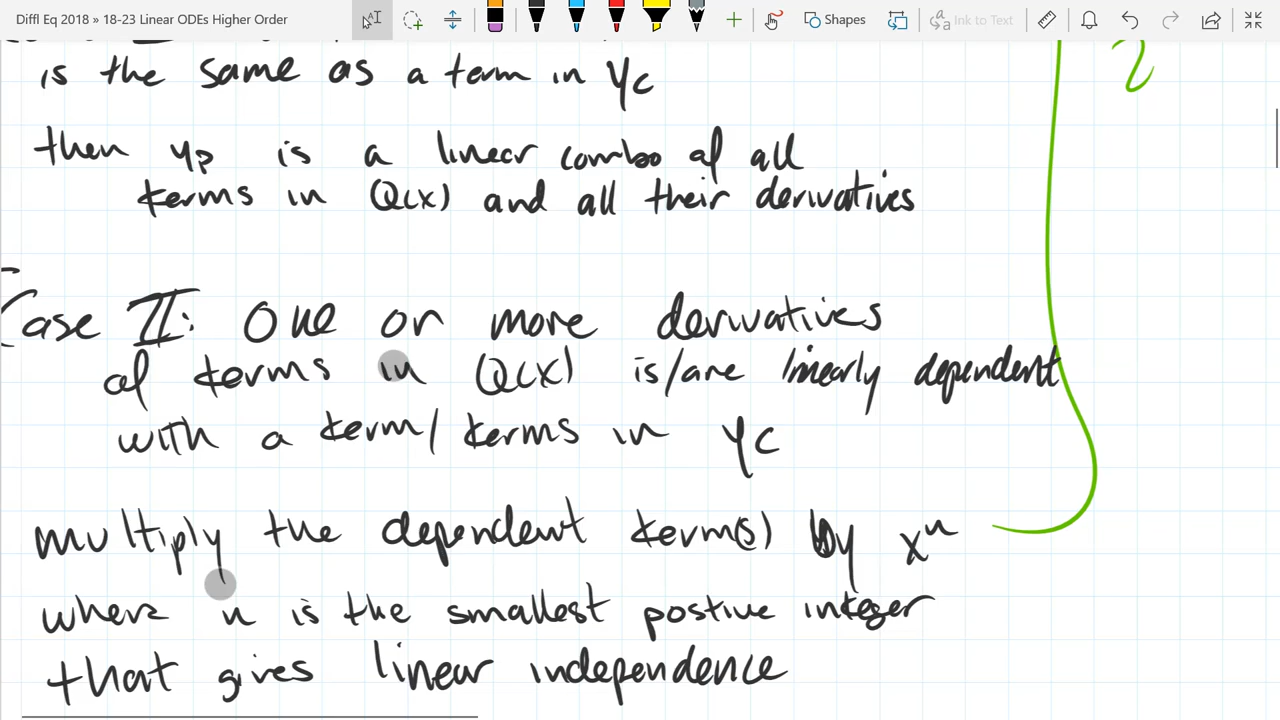 Diffl Eq 2018 » 18-23 Linear ODEs Higher Order
Shapes
Ink to Text
is the same as a term in yc
2
then yp is a linear combo of all
terms in Q(x) and all their derivatives
Case II: One or more derivatives
of terms in Q(x) is/are linearly dependent
with a term/terms in yc
multiply the dependent term(s) by xⁿ
where n is the smallest postive integer
that gives linear independence